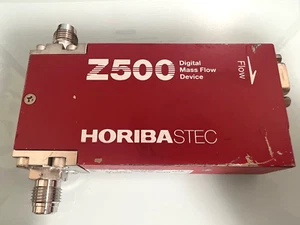 Z500
Digital
Mass Flow
Device
Flow
HORIBASTEC